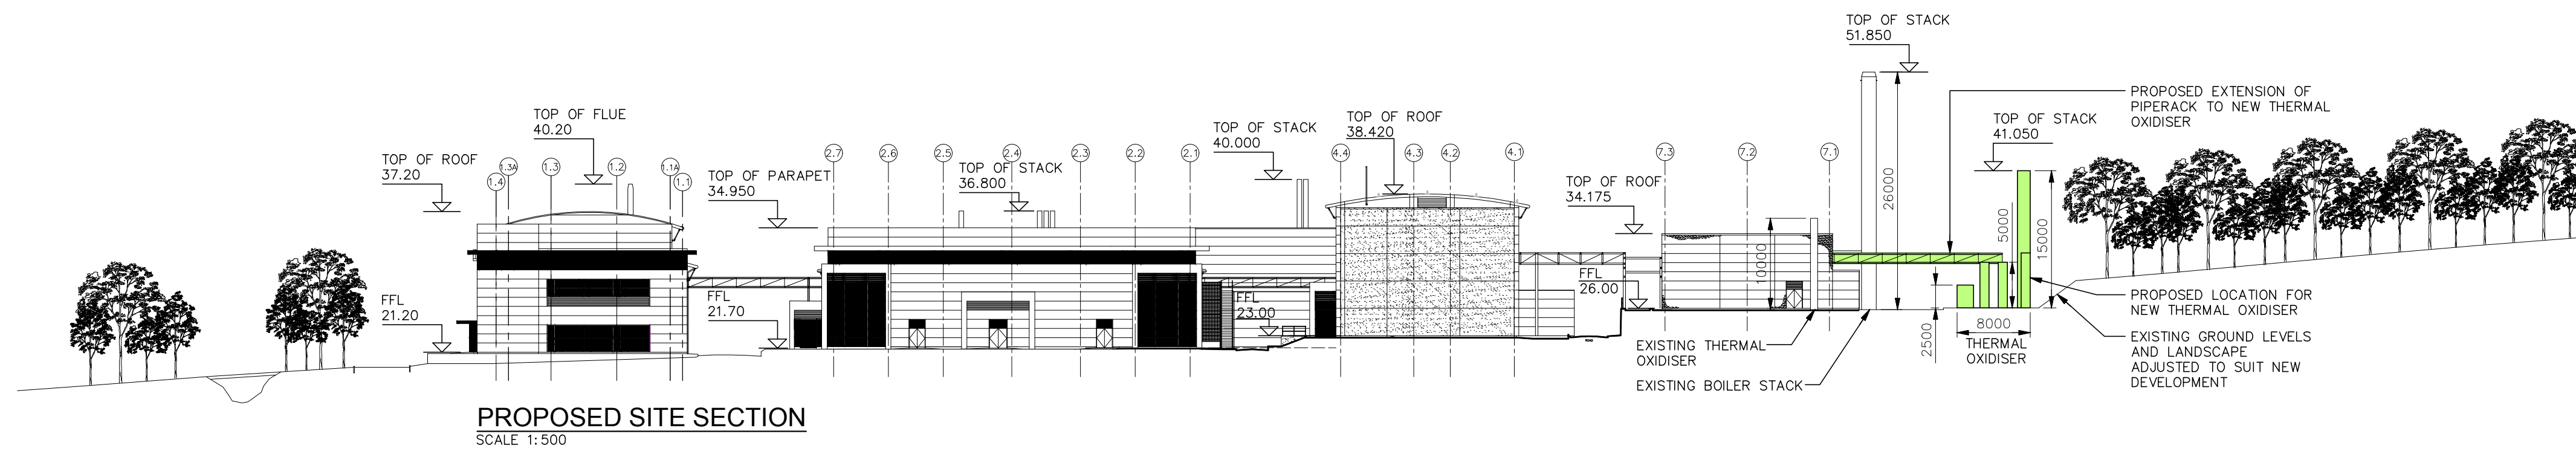 TOP OF STACK
51.850
PROPOSED EXTENSION OF
PIPERACK TO NEW THERMAL
OXIDISER
TOP OF FLUE
40.20
TOP OF STACK
40.000
TOP OF ROOF
38.420
TOP OF STACK
41.050
TOP OF ROOF
37.20
1.4
1.3A
1.3
1.2
1.1A
1.1
TOP OF PARAPET
34.950
2.7
2.6
2.5
2.4
2.3
2.2
2.1
TOP OF STACK
36.800
4.4
4.3
4.2
4.1
TOP OF ROOF
34.175
7.3
7.2
7.1
26000
10000
5000
15000
2500
8000
FFL
21.20
FFL
21.70
FFL
23.00
FFL
26.00
ROAD
EXISTING THERMAL
OXIDISER
EXISTING BOILER STACK
THERMAL
OXIDISER
PROPOSED LOCATION FOR
NEW THERMAL OXIDISER
EXISTING GROUND LEVELS
AND LANDSCAPE
ADJUSTED TO SUIT NEW
DEVELOPMENT
PROPOSED SITE SECTION
SCALE 1:500